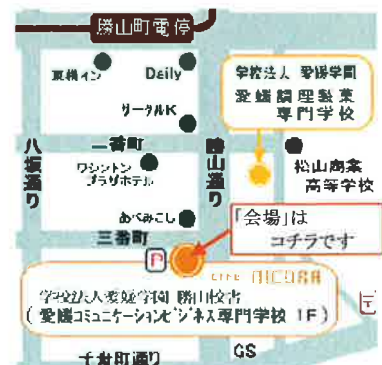 勝山町電停
東横イン
Daily
サークルK
学校法人 愛媛学園
愛媛調理製菓
専門学校
二番町
八坂通り
勝山通り
ワシントン
プラザホテル
松山商業
高等学校
あべみこし
「会場」は
コチラです
三番町
P
学校法人愛媛学園 勝山校舎
(愛媛コミュニケーションビジネス専門学校 1F)
〒
千舟町通り
GS